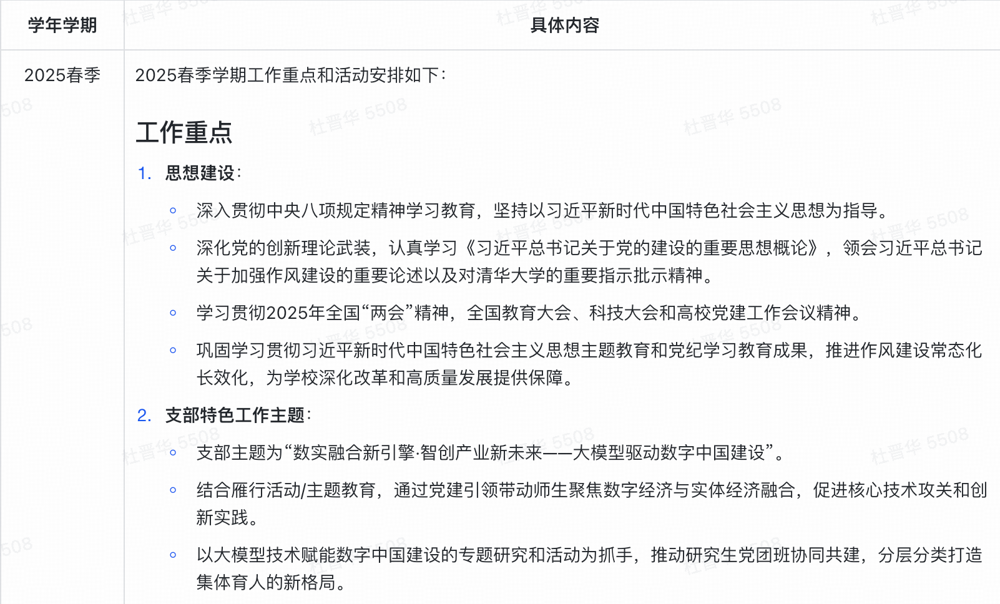 学年学期
具体内容
2025春季
2025春季学期工作重点和活动安排如下：
工作重点
1. 思想建设：
深入贯彻中央八项规定精神学习教育，坚持以习近平新时代中国特色社会主义思想为指导。
深化党的创新理论武装，认真学习《习近平总书记关于党的建设的重要思想概论》，领会习近平总书记
关于加强作风建设的重要论述以及对清华大学的重要指示批示精神。
学习贯彻2025年全国“两会”精神，全国教育大会、科技大会和高校党建工作会议精神。
巩固学习贯彻习近平新时代中国特色社会主义思想主题教育和党纪学习教育成果，推进作风建设常态化
长效化，为学校深化改革和高质量发展提供保障。
2. 支部特色工作主题：
支部主题为“数实融合新引擎·智创产业新未来——大模型驱动数字中国建设”。
结合雁行活动/主题教育，通过党建引领带动师生聚焦数字经济与实体经济融合，促进核心技术攻关和创
新实践。
以大模型技术赋能数字中国建设的专题研究和活动为抓手，推动研究生党团班协同共建，分层分类打造
集体育人的新格局。
杜晋华 5508